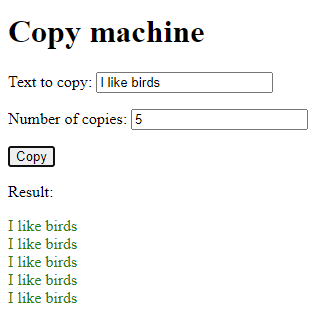 Copy machine
Text to copy: I like birds
Number of copies: 5
Copy
Result:
I like birds
I like birds
I like birds
I like birds
I like birds